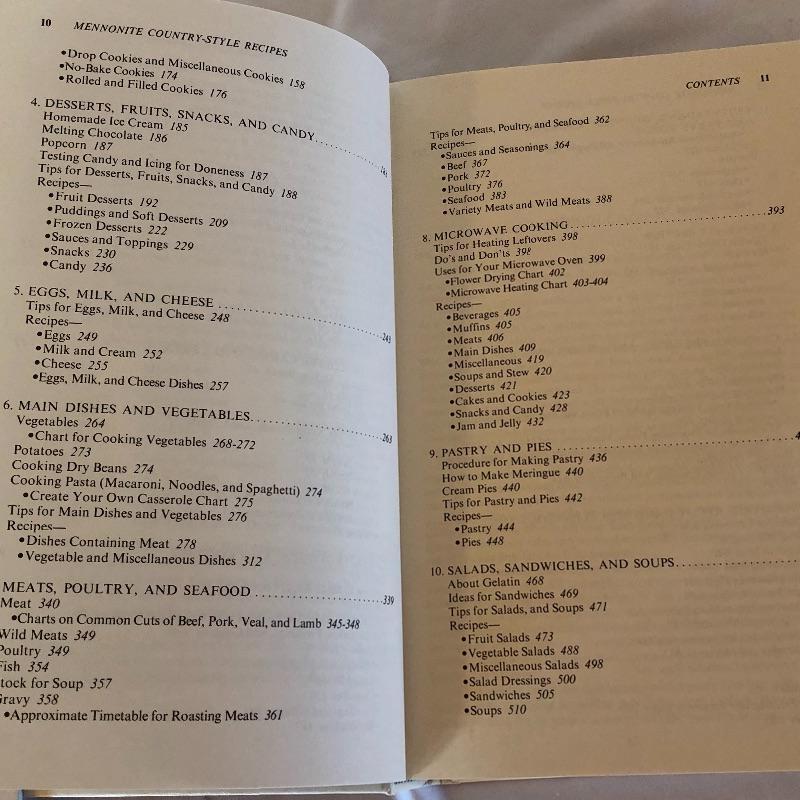 10 MENNONITE COUNTRY-STYLE RECIPES
•Drop Cookies and Miscellaneous Cookies 158
•No-Bake Cookies 174
•Rolled and Filled Cookies 176
4. DESSERTS, FRUITS, SNACKS, AND CANDY
Homemade Ice Cream 185
Melting Chocolate 186
Popcorn 187
Testing Candy and Icing for Doneness 187
Tips for Desserts, Fruits, Snacks, and Candy 188
Recipes—
•Fruit Desserts 192
•Puddings and Soft Desserts 209
•Frozen Desserts 222
•Sauces and Toppings 229
•Snacks 230
•Candy 236
5. EGGS, MILK, AND CHEESE
Tips for Eggs, Milk, and Cheese 248
Recipes—
•Eggs 249
•Milk and Cream 252
•Cheese 255
•Eggs, Milk, and Cheese Dishes 257
6. MAIN DISHES AND VEGETABLES 263
Vegetables 264
•Chart for Cooking Vegetables 268-272
Potatoes 273
Cooking Dry Beans 274
Cooking Pasta (Macaroni, Noodles, and Spaghetti) 274
•Create Your Own Casserole Chart 275
Tips for Main Dishes and Vegetables 276
Recipes—
•Dishes Containing Meat 278
•Vegetable and Miscellaneous Dishes 312
MEATS, POULTRY, AND SEAFOOD 339
Meat 340
•Charts on Common Cuts of Beef, Pork, Veal, and Lamb 345-348
Wild Meats 349
Poultry 349
Fish 354
tock for Soup 357
ravy 358
•Approximate Timetable for Roasting Meats 361
CONTENTS 11
Tips for Meats, Poultry, and Seafood 362
Recipes—
•Sauces and Seasonings 364
•Beef 367
•Pork 372
•Poultry 376
•Seafood 383
•Variety Meats and Wild Meats 388
8. MICROWAVE COOKING 393
Tips for Heating Leftovers 398
Do's and Don'ts 398
Uses for Your Microwave Oven 399
•Flower Drying Chart 402
•Microwave Heating Chart 403-404
Recipes—
•Beverages 405
•Muffins 405
•Meats 406
•Main Dishes 409
•Miscellaneous 419
•Soups and Stew 420
•Desserts 421
•Cakes and Cookies 423
•Snacks and Candy 428
•Jam and Jelly 432
9. PASTRY AND PIES
Procedure for Making Pastry 436
How to Make Meringue 440
Cream Pies 440
Tips for Pastry and Pies 442
Recipes—
•Pastry 444
•Pies 448
10. SALADS, SANDWICHES, AND SOUPS
About Gelatin 468
Ideas for Sandwiches 469
Tips for Salads, and Soups 471
Recipes—
•Fruit Salads 473
•Vegetable Salads 488
•Miscellaneous Salads 498
•Salad Dressings 500
•Sandwiches 505
•Soups 510